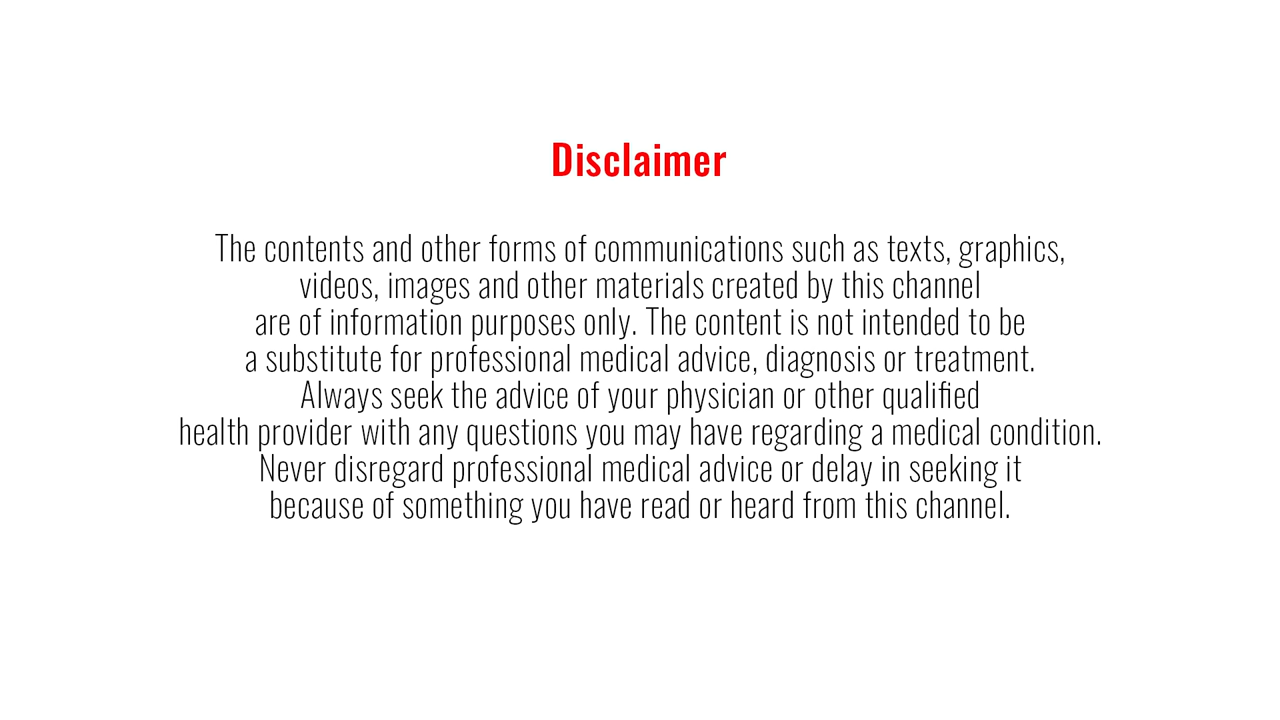 Disclaimer
The contents and other forms of communications such as texts, graphics,
videos, images and other materials created by this channel
are of information purposes only. The content is not intended to be
a substitute for professional medical advice, diagnosis or treatment.
Always seek the advice of your physician or other qualified
health provider with any questions you may have regarding a medical condition.
Never disregard professional medical advice or delay in seeking it
because of something you have read or heard from this channel.